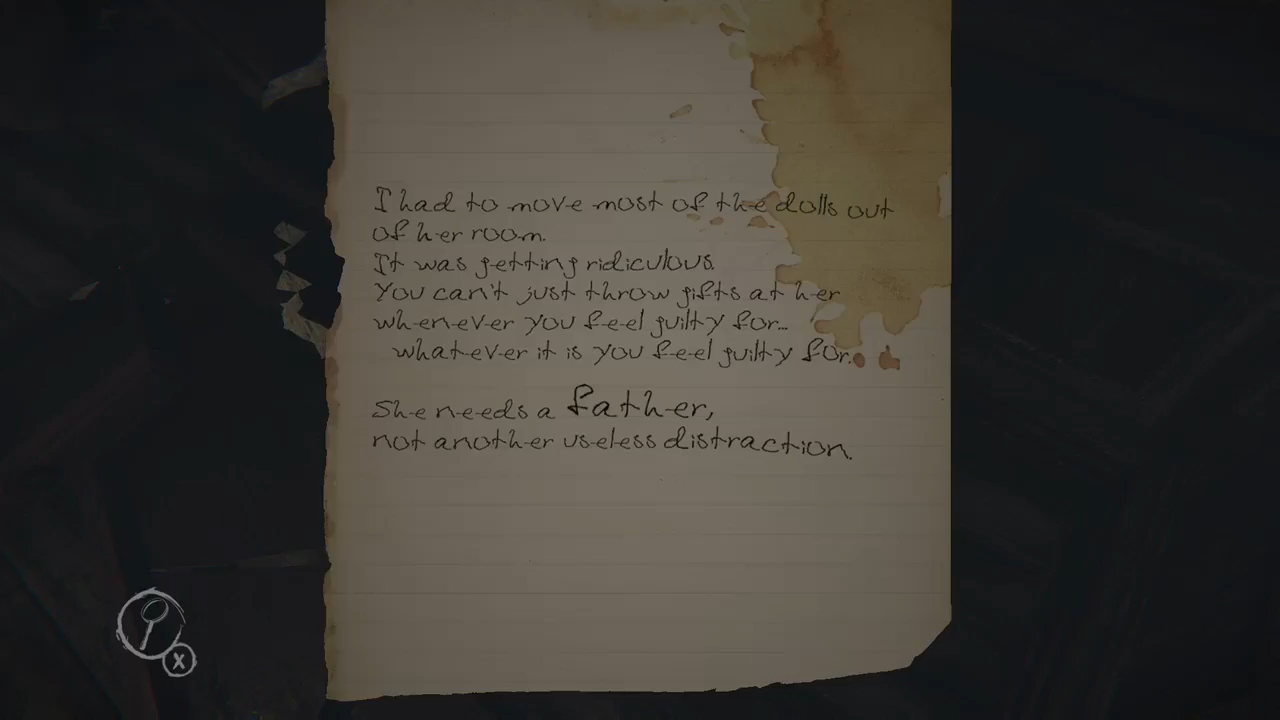 I had to move most of the dolls out
of her room.
It was getting ridiculous.
You can't just throw gifts at her
whenever you feel guilty for...
whatever it is you feel guilty for.
She needs a father,
not another useless distraction.
X